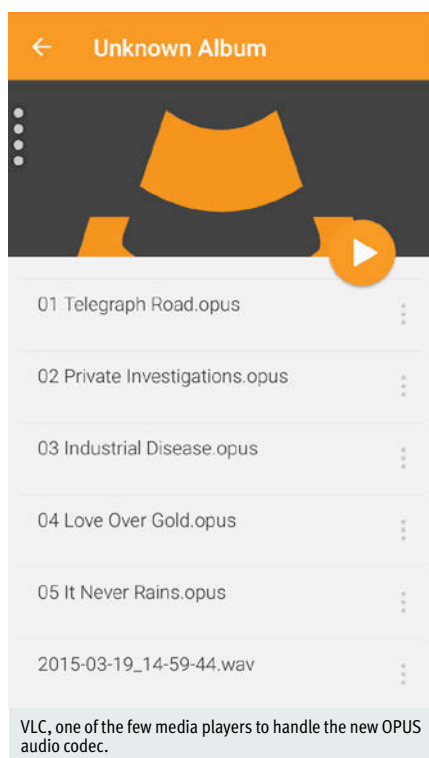 Unknown Album
01 Telegraph Road.opus
02 Private Investigations.opus
03 Industrial Disease.opus
04 Love Over Gold.opus
05 It Never Rains.opus
2015-03-19_14-59-44.wav
VLC, one of the few media players to handle the new OPUS
audio codec.